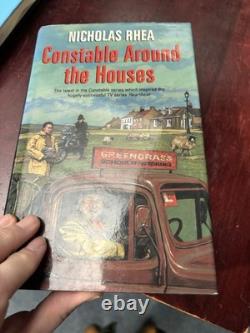 NICHOLAS RHEA
Constable Around
the Houses
The latest in the Constable series which inspired the
hugely-successful TV series Heartbeat
GREENGRASS
ebay